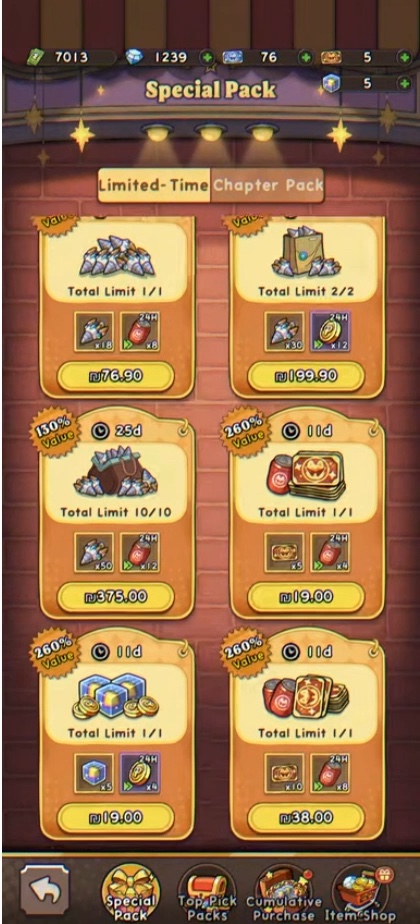 7013 1239 76 5
5
Special Pack
Limited-Time Chapter Pack
Value Value
Total Limit 1/1 Total Limit 2/2
x18 24H x8 x30 24H x12
₪76.90 ₪199.90
150% Value 25d 260% Value 11d
Total Limit 10/10 Total Limit 1/1
x50 24H x12 x5 24H x4
₪375.00 ₪19.00
260% Value 11d 260% Value 11d
Total Limit 1/1 Total Limit 1/1
x5 24H x4 x10 24H x8
₪19.00 ₪38.00
Special Top Pick Cumulative
Pack Packs Purchase Item Shop